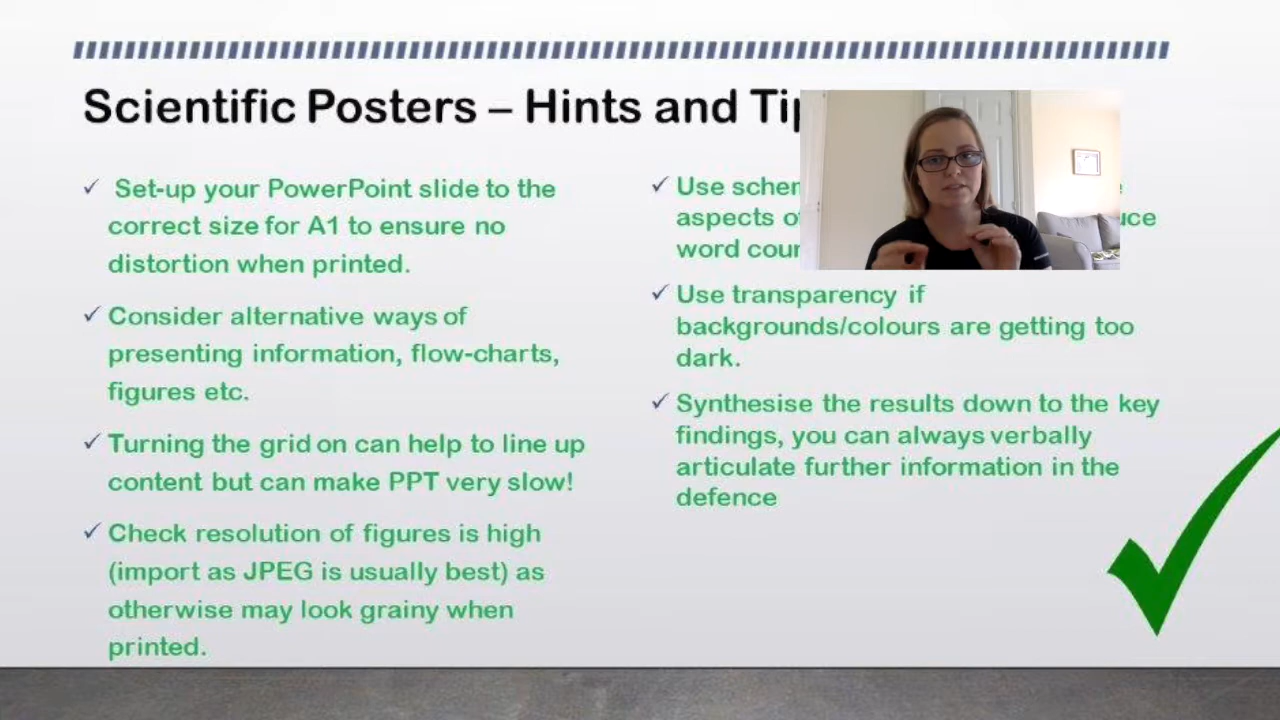 Scientific Posters – Hints and
Set-up your PowerPoint slide to the
correct size for A1 to ensure no
distortion when printed.
Consider alternative ways of
presenting information, flow-charts,
figures etc.
Turning the grid on can help to line up
content but can make PPT very slow!
Check resolution of figures is high
(import as JPEG is usually best) as
otherwise may look grainy when
printed.
Use
aspects
word
Use transparency if
backgrounds/colours are getting too
dark.
Synthesise the results down to the key
findings, you can always verbally
articulate further information in the
defence